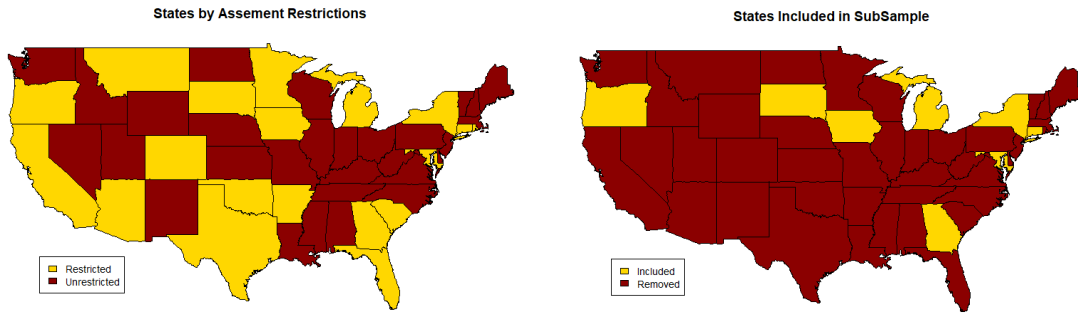 States by Assement Restrictions
States Included in SubSample
Restricted
Unrestricted
Included
Removed